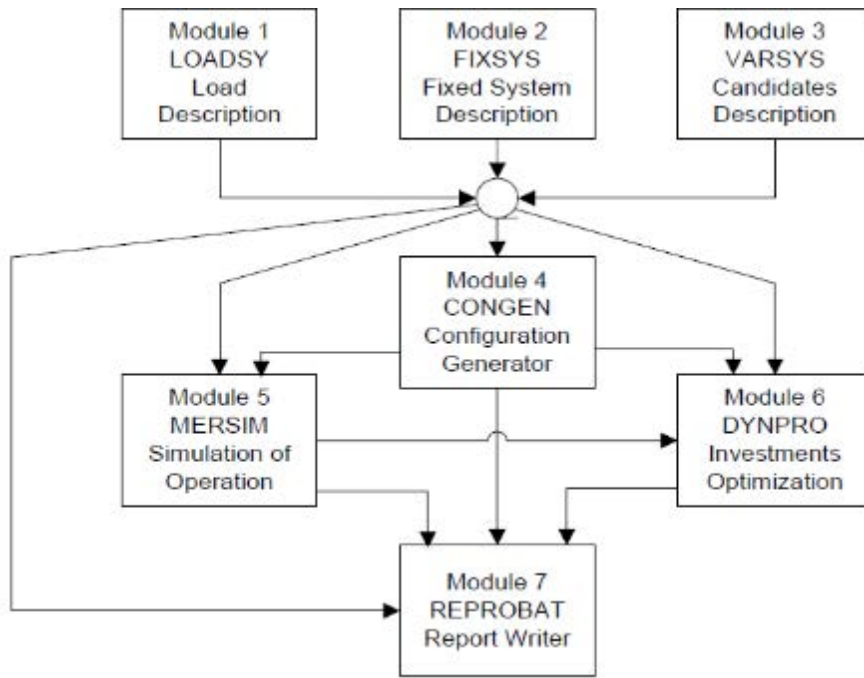 Module 1
LOADSY
Load
Description
Module 2
FIXSYS
Fixed System
Description
Module 3
VARSYS
Candidates
Description
Module 4
CONGEN
Configuration
Generator
Module 5
MERSIM
Simulation of
Operation
Module 6
DYNPRO
Investments
Optimization
Module 7
REPROBAT
Report Writer